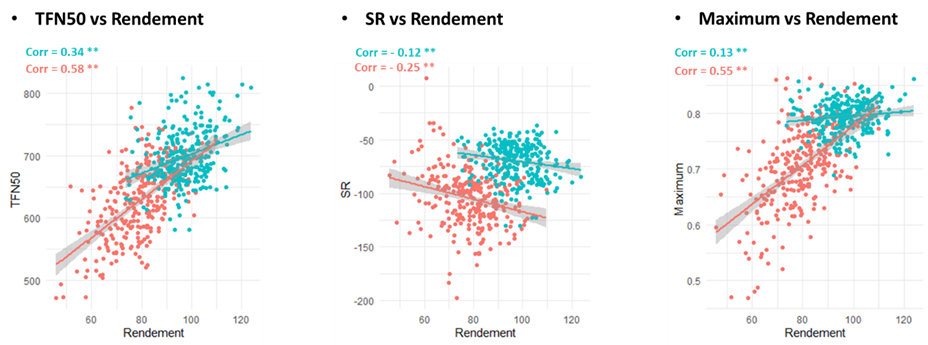 • TFN50 vs Rendement
Corr = 0.34 **
Corr = 0.58 **
800
700
600
500
TFN50
60
80
100
120
Rendement
• SR vs Rendement
Corr = - 0.12 **
Corr = - 0.25 **
0
-50
-100
-150
-200
SR
60
80
100
120
Rendement
• Maximum vs Rendement
Corr = 0.13 **
Corr = 0.55 **
0.8
0.7
0.6
0.5
Maximum
60
80
100
120
Rendement